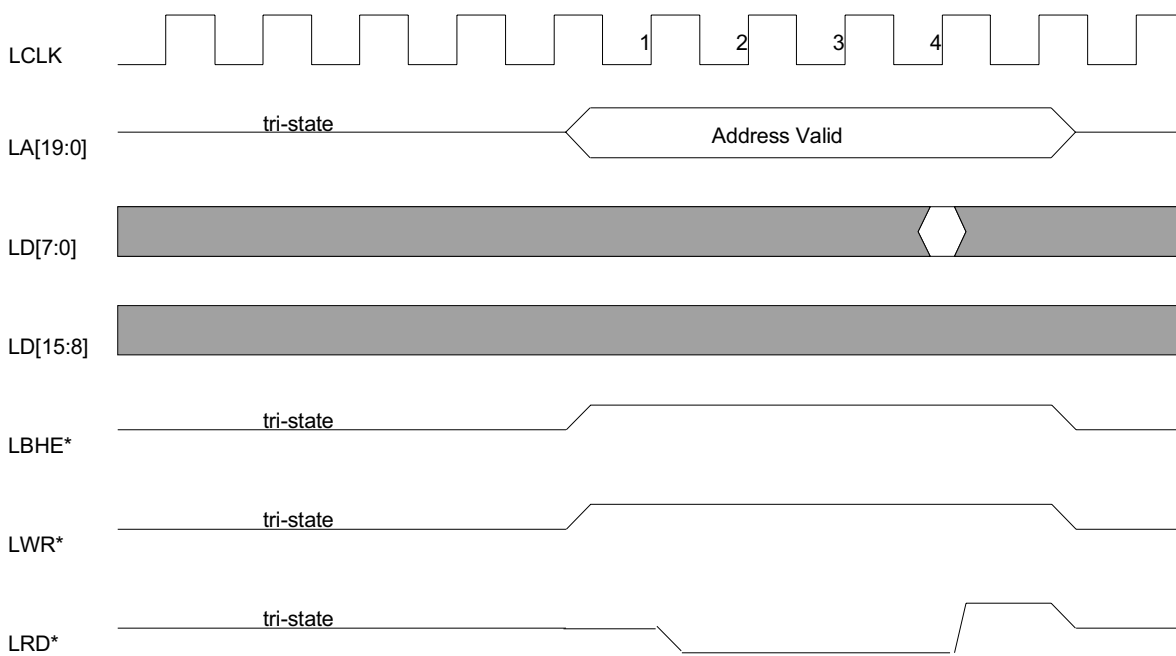 LCLK
1 2 3 4
LA[19:0]
tri-state
Address Valid
LD[7:0]
LD[15:8]
LBHE*
tri-state
LWR*
tri-state
LRD*
tri-state